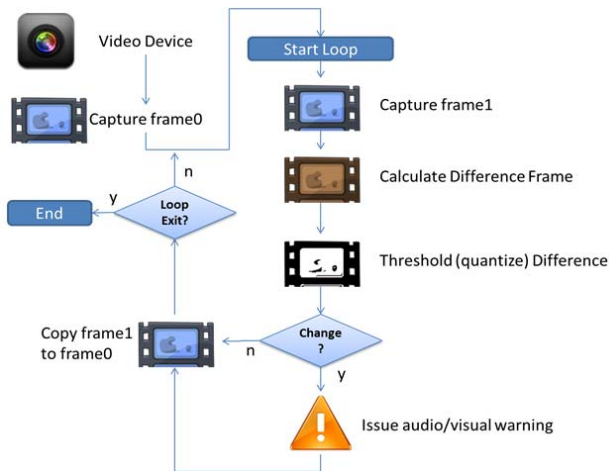 Video Device
Start Loop
Capture frame0
Capture frame1
n
Calculate Difference Frame
y
End
Loop
Exit?
Threshold (quantize) Difference
Copy frame1
to frame0
Change
?
n
y
Issue audio/visual warning